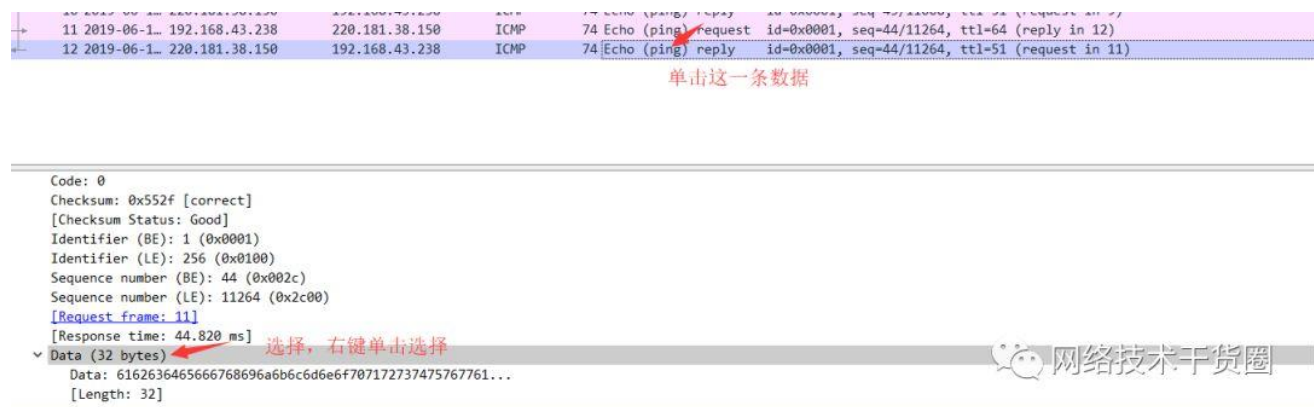 11 2019-06-1… 192.168.43.238 220.181.38.150 ICMP 74 Echo (ping) request id=0x0001, seq=44/11264, ttl=64 (reply in 12)
12 2019-06-1… 220.181.38.150 192.168.43.238 ICMP 74 Echo (ping) reply id=0x0001, seq=44/11264, ttl=51 (request in 11)
单击这一条数据
Code: 0
Checksum: 0x552f [correct]
[Checksum Status: Good]
Identifier (BE): 1 (0x0001)
Identifier (LE): 256 (0x0100)
Sequence number (BE): 44 (0x002c)
Sequence number (LE): 11264 (0x2c00)
[Request frame: 11]
[Response time: 44.820 ms]
选择，右键单击选择
Data (32 bytes)
网络技术干货圈
Data: 6162636465666768696a6b6c6d6e6f707172737475767761...
[Length: 32]